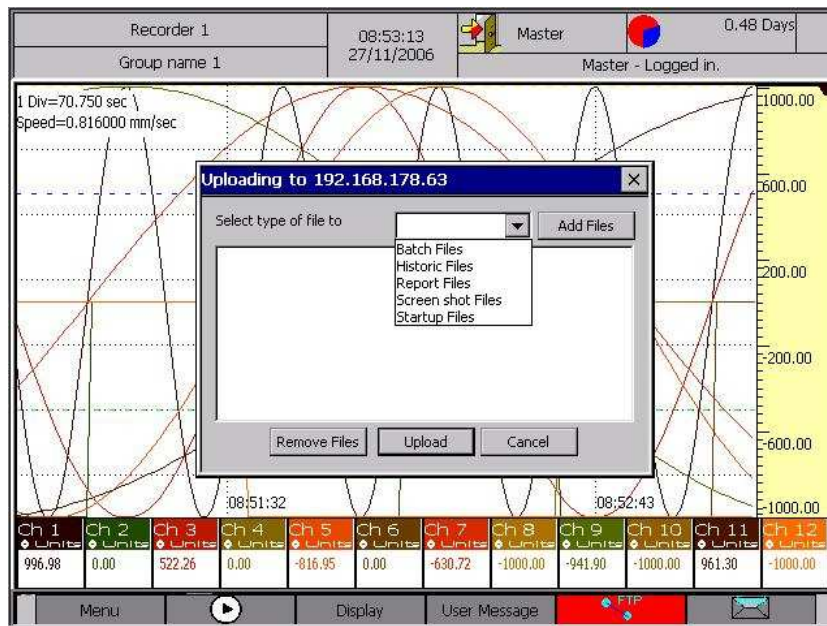 Recorder 1
Group name 1
08:53:13
27/11/2006
Master
0.48 Days
Master - Logged in.
1 Div=70.750 sec
Speed=0.816000 mm/sec
1000.00
600.00
200.00
-200.00
-600.00
-1000.00
Uploading to 192.168.178.63
Select type of file to
Add Files
Batch Files
Historic Files
Report Files
Screen shot Files
Startup Files
Remove Files
Upload
Cancel
08:51:32
08:52:43
Ch 1 Ch 2 Ch 3 Ch 4 Ch 5 Ch 6 Ch 7 Ch 8 Ch 9 Ch 10 Ch 11 Ch 12
Units Units Units Units Units Units Units Units Units Units Units Units
996.98 0.00 522.26 0.00 -816.95 0.00 -630.72 -1000.00 -941.90 -1000.00 961.30 -1000.00
Menu
Display
User Message
FTP